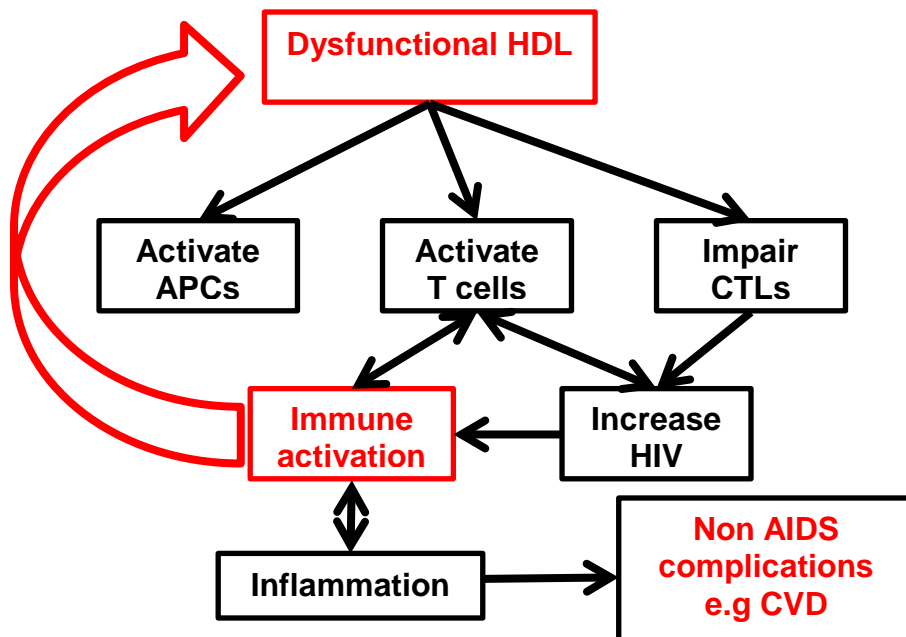 Dysfunctional HDL
Activate
APCs
Activate
T cells
Impair
CTLs
Immune
activation
Increase
HIV
Inflammation
Non AIDS
complications
e.g CVD